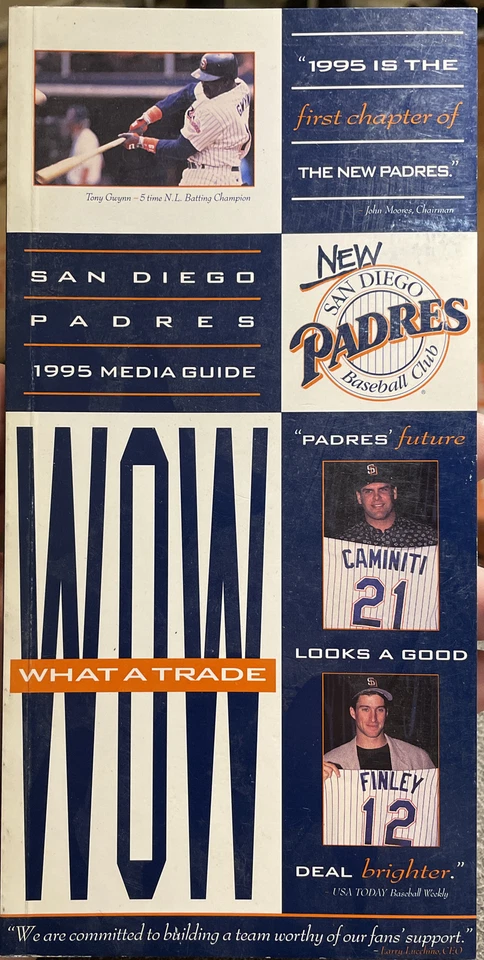 Tony Gwynn – 5 time N.L. Batting Champion
“1995 IS THE
first chapter of
THE NEW PADRES.”
– John Moores, Chairman
SAN DIEGO
PADRES
1995 MEDIA GUIDE
NEW
SAN DIEGO
PADRES
Baseball Club
®
WOW
WHAT A TRADE
“PADRES’ future
CAMINITI
21
LOOKS A GOOD
FINLEY
12
DEAL brighter.”
- USA TODAY Baseball Weekly
“We are committed to building a team worthy of our fans’ support.”
- Larry Lucchino, CEO